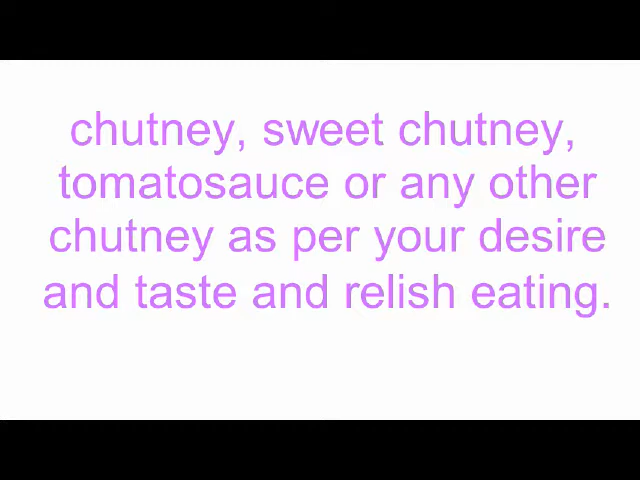 chutney, sweet chutney,
tomatosauce or any other
chutney as per your desire
and taste and relish eating.